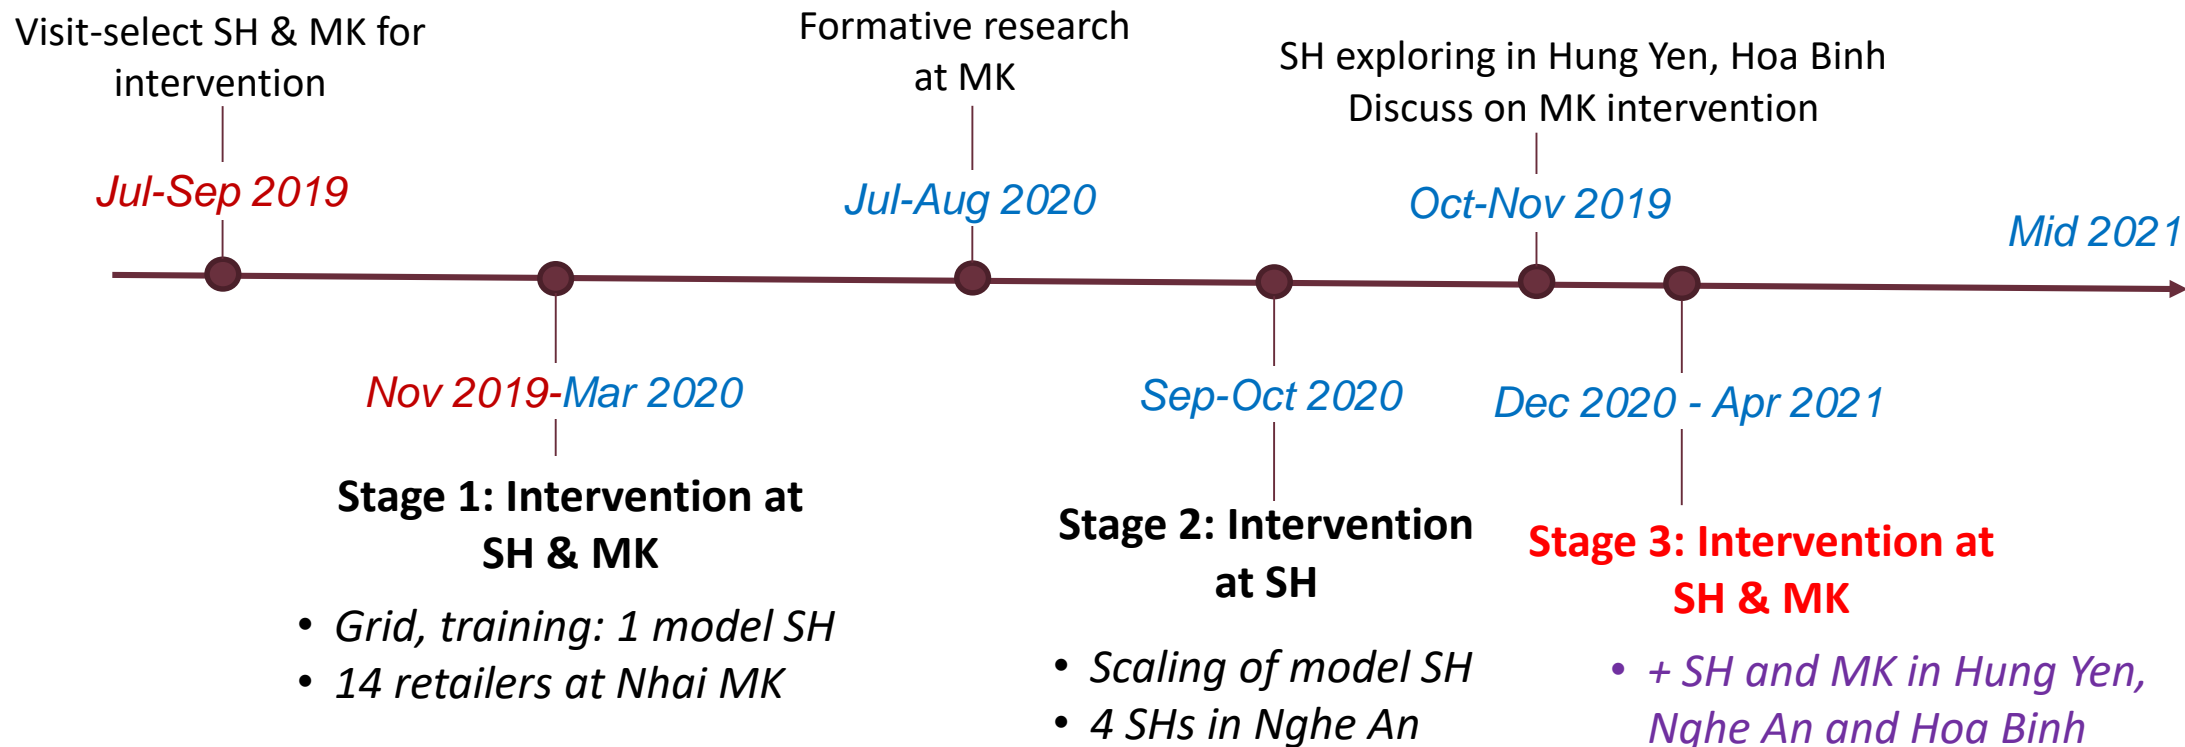 Visit-select SH & MK for
intervention
Jul-Sep 2019
Formative research
at MK
Jul-Aug 2020
SH exploring in Hung Yen, Hoa Binh
Discuss on MK intervention
Oct-Nov 2019
Mid 2021
Nov 2019-Mar 2020
Stage 1: Intervention at
SH & MK
• Grid, training: 1 model SH
• 14 retailers at Nhai MK
Sep-Oct 2020
Stage 2: Intervention
at SH
• Scaling of model SH
• 4 SHs in Nghe An
Dec 2020 - Apr 2021
Stage 3: Intervention at
SH & MK
• + SH and MK in Hung Yen,
Nghe An and Hoa Binh